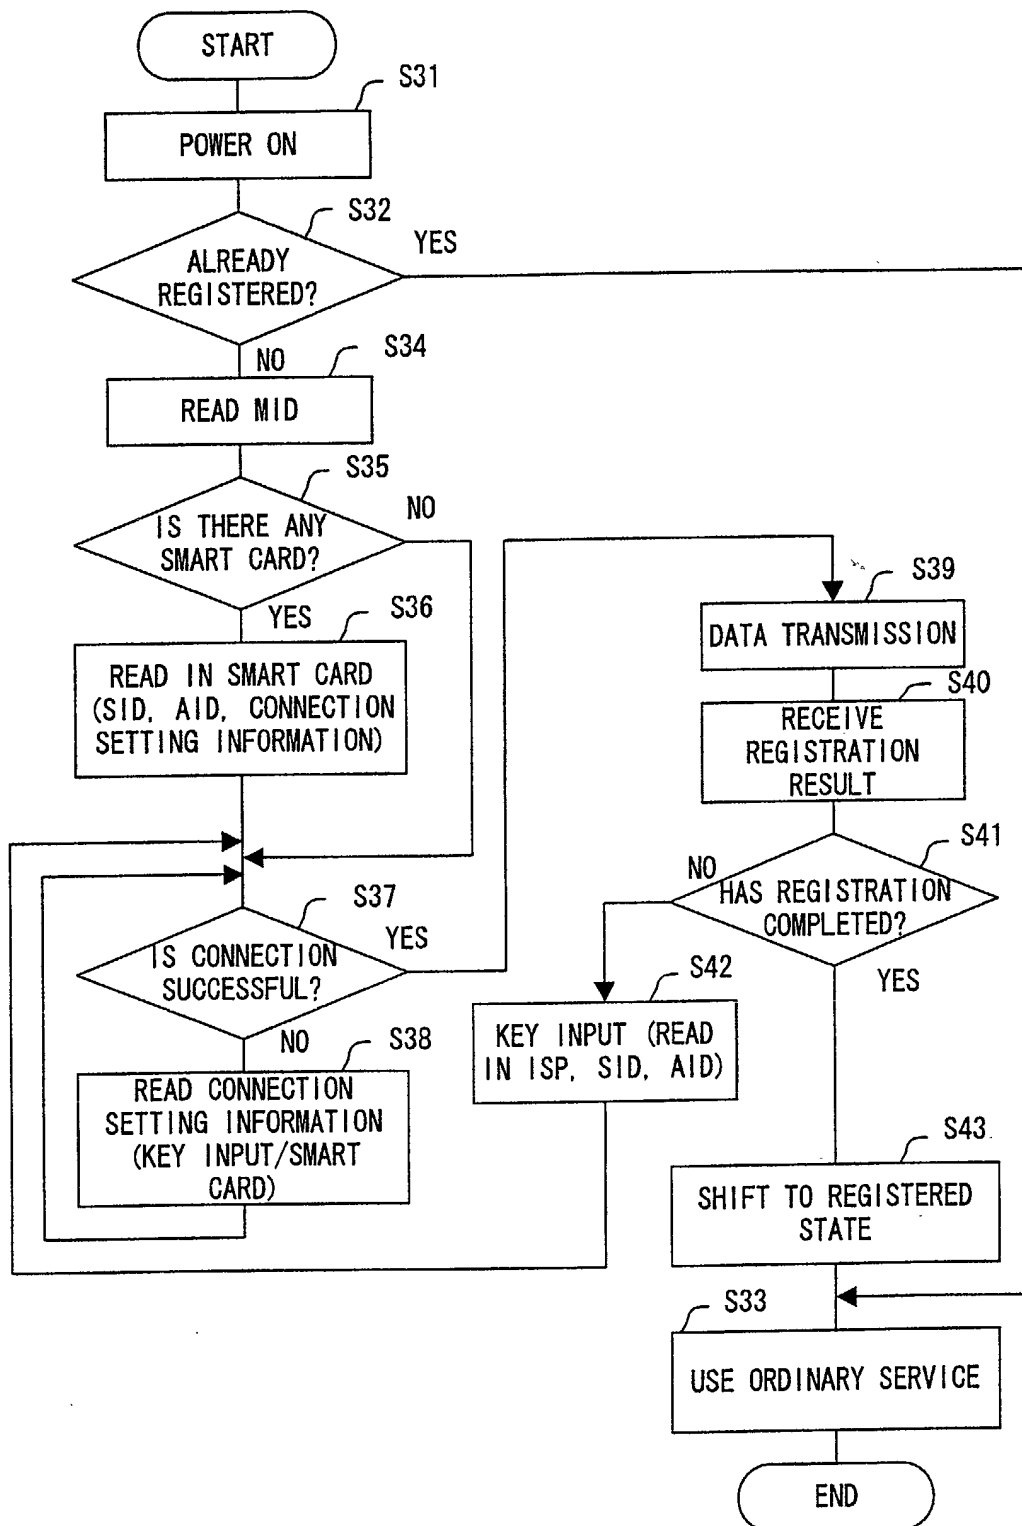 START
S31
POWER ON
S32
YES
ALREADY
REGISTERED?
NO
S34
READ MID
S35
NO
IS THERE ANY
SMART CARD?
YES
S36
READ IN SMART CARD
(SID, AID, CONNECTION
SETTING INFORMATION)
S37
YES
IS CONNECTION
SUCCESSFUL?
NO
S38
READ CONNECTION
SETTING INFORMATION
(KEY INPUT/SMART
CARD)
S39
DATA TRANSMISSION
S40
RECEIVE
REGISTRATION
RESULT
S41
NO
HAS REGISTRATION
COMPLETED?
YES
S42
KEY INPUT (READ
IN ISP, SID, AID)
S43
SHIFT TO REGISTERED
STATE
S33
USE ORDINARY SERVICE
END